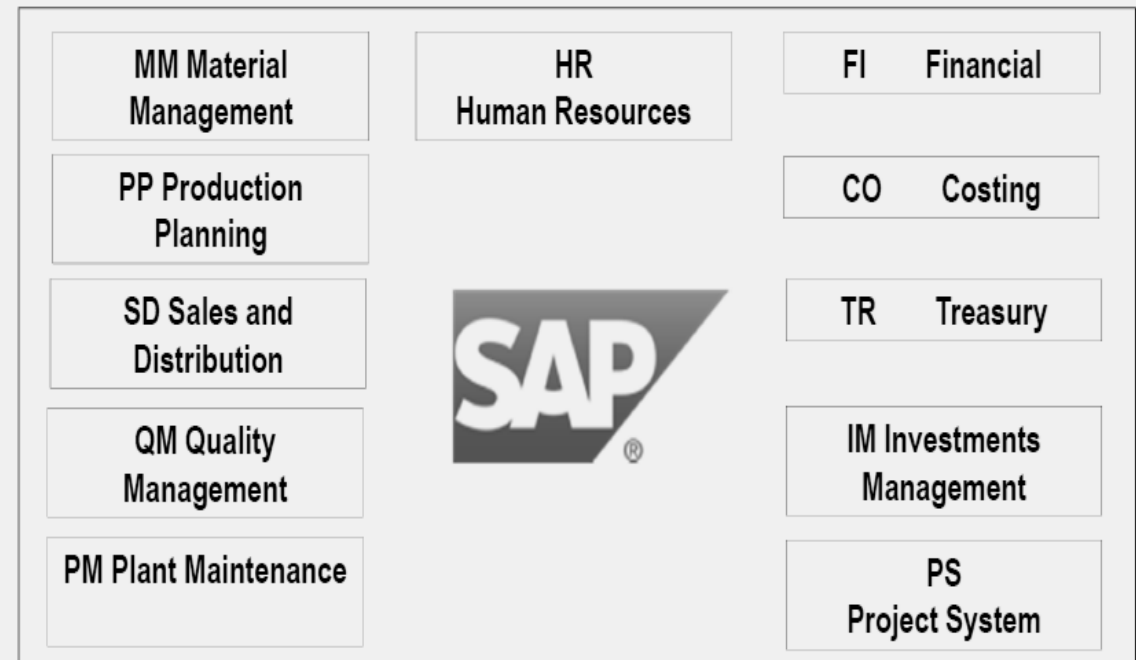 MM Material
Management
PP Production
Planning
SD Sales and
Distribution
QM Quality
Management
PM Plant Maintenance
HR
Human Resources
SAP
®
FI Financial
CO Costing
TR Treasury
IM Investments
Management
PS
Project System